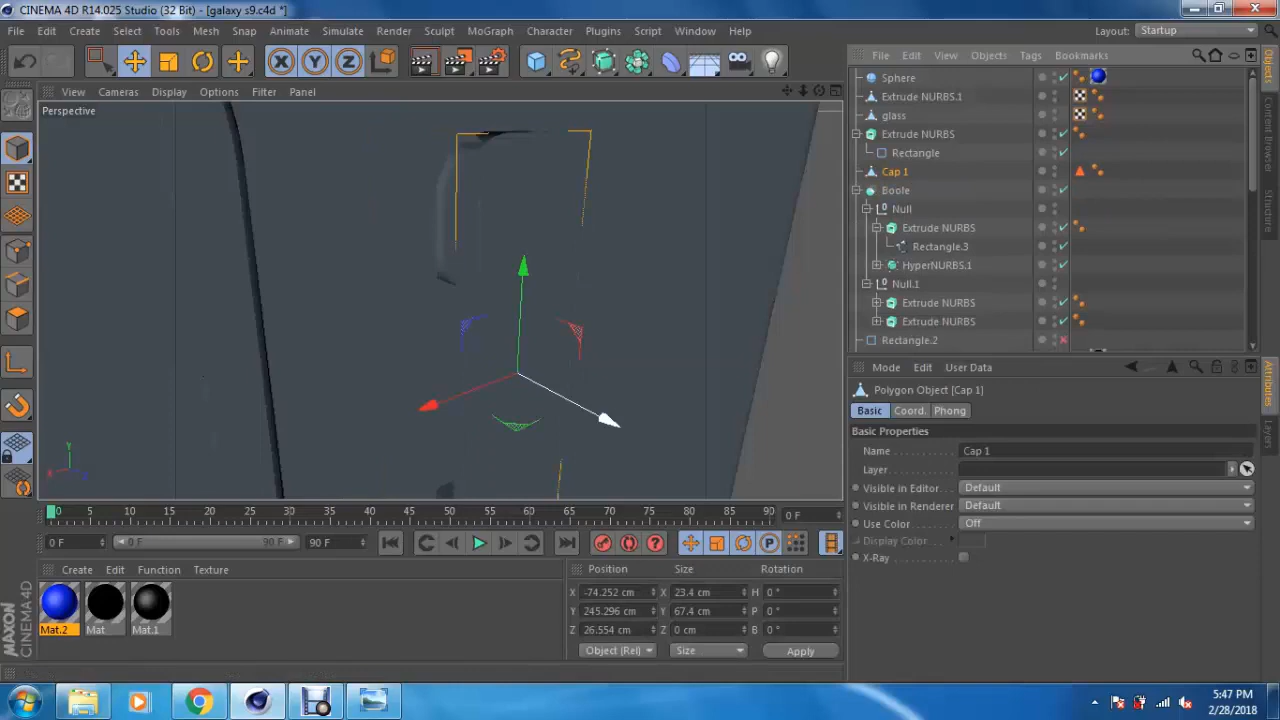 CINEMA 4D R14.025 Studio (32 Bit) - [galaxy s9.c4d *]
File Edit Create Select Tools Mesh Snap Animate Simulate Render Sculpt MoGraph Character Plugins Script Window Help Layout: Startup
File Edit View Objects Tags Bookmarks
View Cameras Display Options Filter Panel
Perspective
Sphere
Extrude NURBS.1
glass
Extrude NURBS
Rectangle
Cap 1
Boole
Null
Extrude NURBS
Rectangle.3
HyperNURBS.1
Null.1
Extrude NURBS
Extrude NURBS
Rectangle.2
Objects
Content Browser
Structure
Mode Edit User Data
Polygon Object [Cap 1]
Basic Coord. Phong
Basic Properties
Name Cap 1
Layer
Visible in Editor Default
Visible in Renderer Default
Use Color Off
Display Color
X-Ray
Attributes
Layers
X Y Z
Y
X
Z
0 5 10 15 20 25 30 35 40 45 50 55 60 65 70 75 80 85 90 0 F
0 F 0 F 90 F 90 F
P
Create Edit Function Texture
Mat.2 Mat Mat.1
Position Size Rotation
X -74.252 cm X 23.4 cm H 0 °
Y 245.296 cm Y 67.4 cm P 0 °
Z 26.554 cm Z 0 cm B 0 °
Object (Rel) Size Apply
MAXON
CINEMA 4D
5:47 PM
2/28/2018